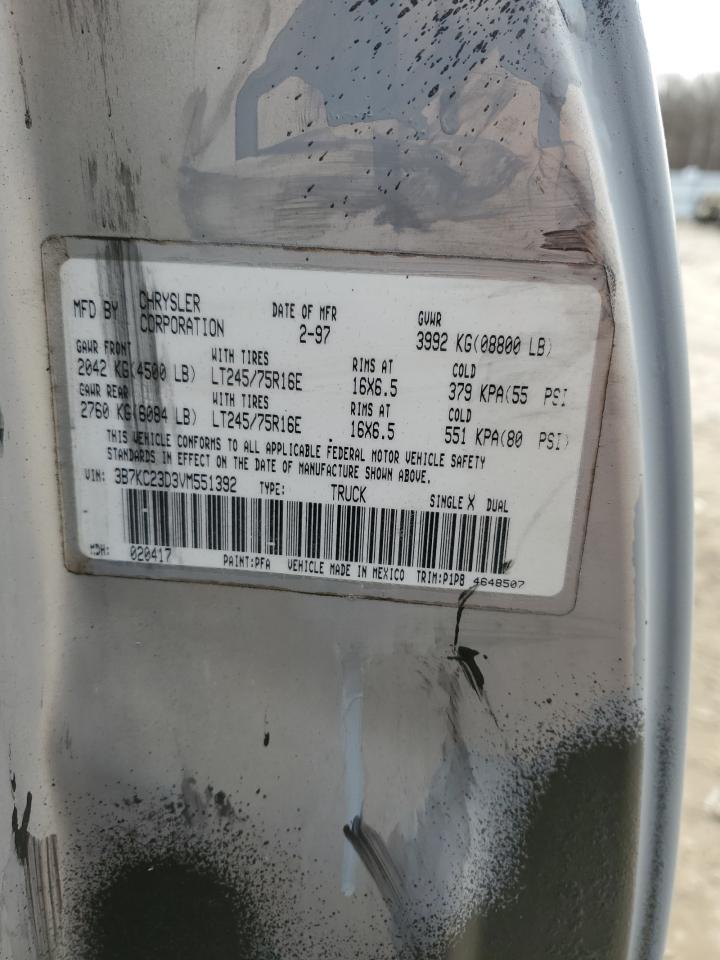 MFD BY CHRYSLER CORPORATION DATE OF MFR 2-97 GVWR 3992 KG(08800 LB)
GAWR FRONT WITH TIRES RIMS AT COLD
2042 KG(4500 LB) LT245/75R16E 16X6.5 379 KPA(55 PSI
GAWR REAR WITH TIRES RIMS AT COLD
2760 KG(6084 LB) LT245/75R16E 16X6.5 551 KPA(80 PSI)
THIS VEHICLE CONFORMS TO ALL APPLICABLE FEDERAL MOTOR VEHICLE SAFETY
STANDARDS IN EFFECT ON THE DATE OF MANUFACTURE SHOWN ABOVE.
VIN: 3B7KC23D3VM551392 TYPE: TRUCK SINGLE X DUAL
MDH: 020417 PAINT:PFA VEHICLE MADE IN MEXICO TRIM:P1P8 4648507